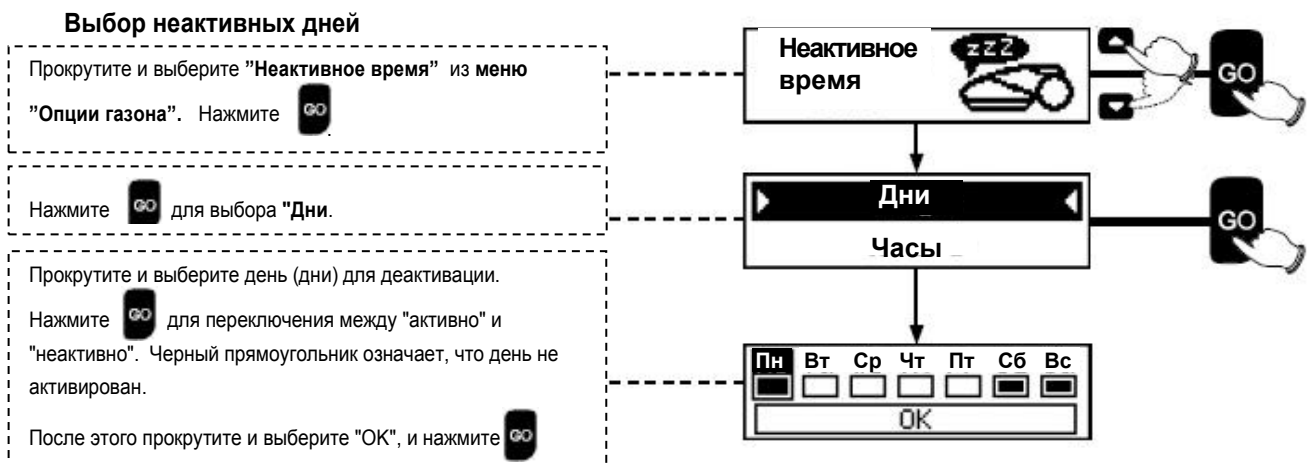 Выбор неактивных дней
Прокрутите и выберите ”Неактивное время” из меню
”Опции газона”. Нажмите GO.
Нажмите GO для выбора "Дни.
Прокрутите и выберите день (дни) для деактивации.
Нажмите GO для переключения между "активно" и
"неактивно". Черный прямоугольник означает, что день не
активирован.
После этого прокрутите и выберите "ОК", и нажмите GO
Неактивное
время
zZZ
GO
Дни
Часы
GO
Пн Вт Ср Чт Пт Сб Вс
OK